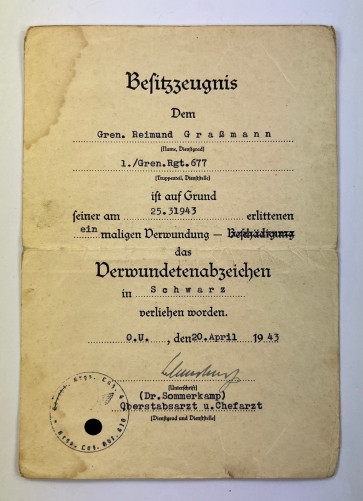 Besitzzeugnis
Dem
Gren. Reimund Graßmann
(Name, Dienstgrad)
1./Gren.Rgt.677
(Truppenteil, Dienststelle)
ist auf Grund
seiner am 25.31943 erlittenen
ein maligen Verwundung – Beschädigung
das
Verwundetenabzeichen
in Schwarz
verliehen worden.
O.U. , den 20.April 1943
(Unterschrift)
(Dr.Sommerkamp)
Oberstabsarzt u.Chefarzt
(Dienstgrad und Dienststelle)